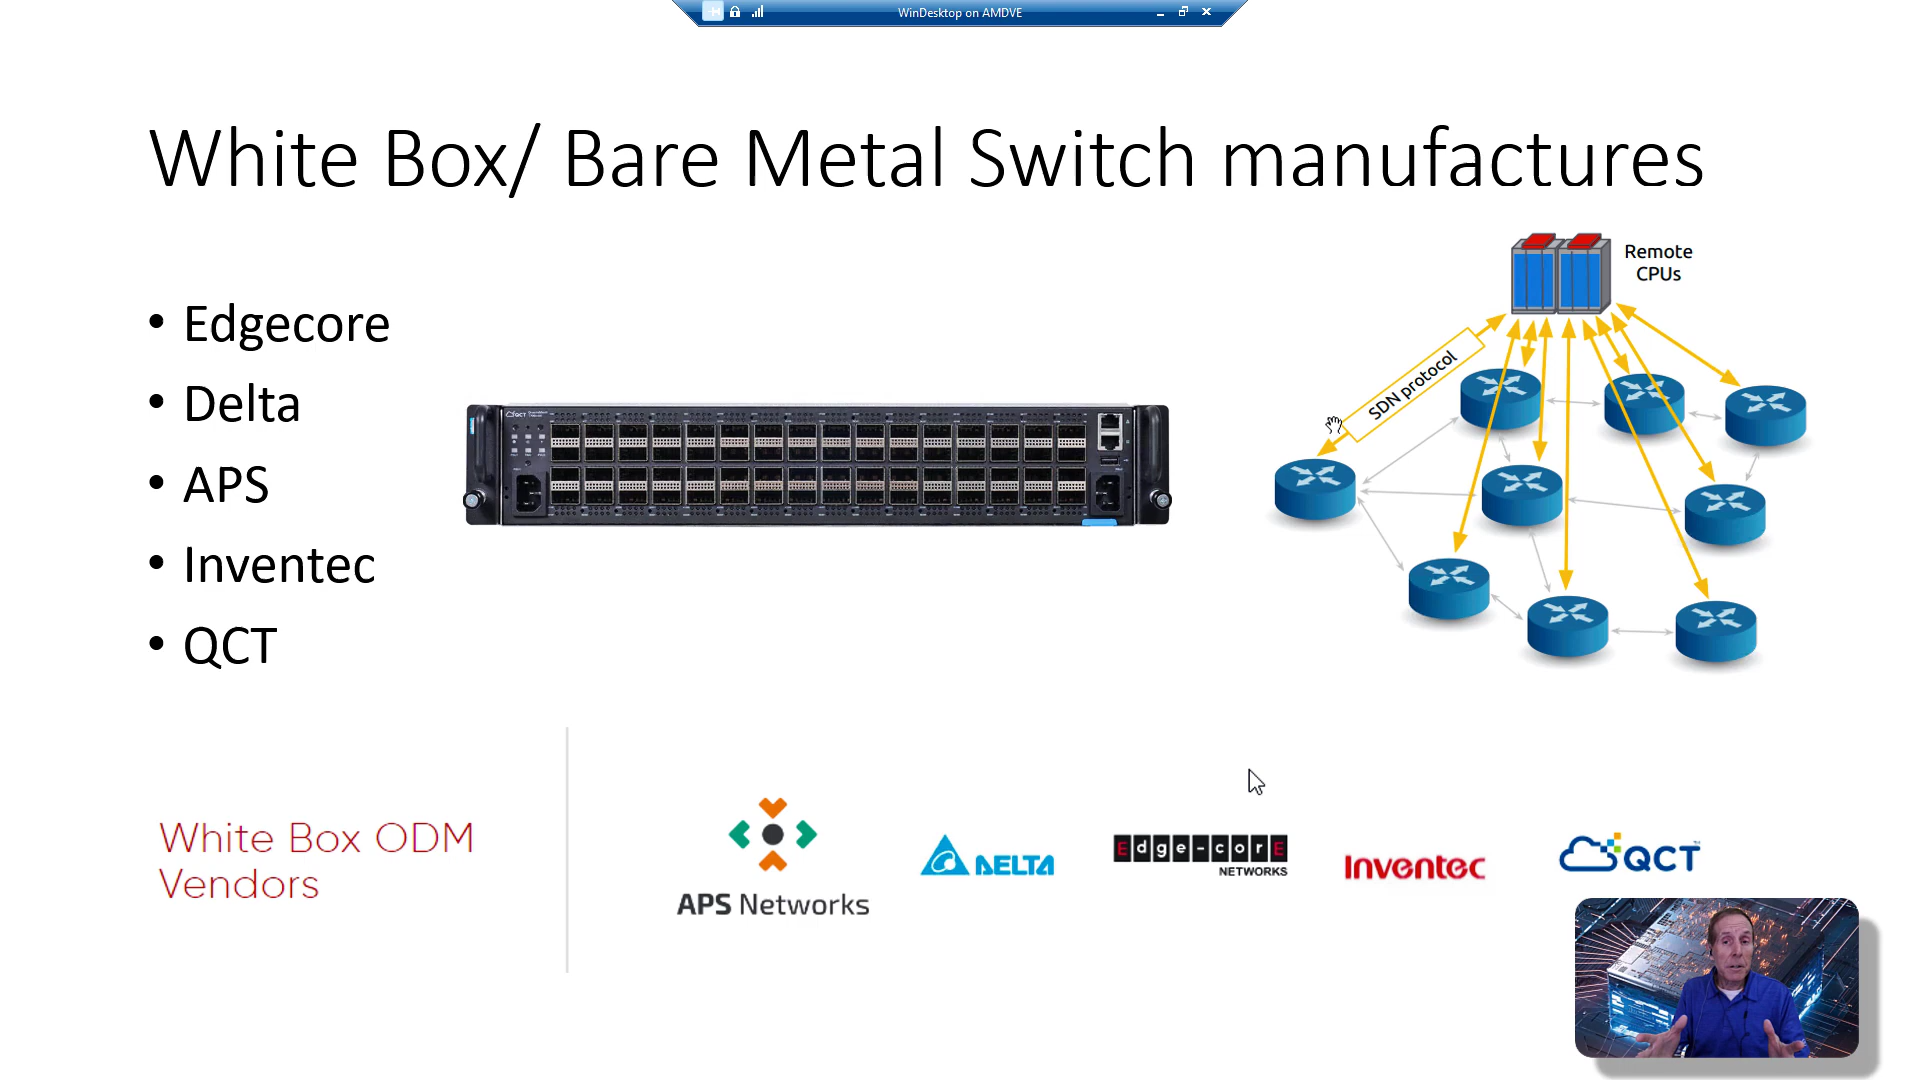 WinDesktop on AMDVE
White Box/ Bare Metal Switch manufactures
• Edgecore
• Delta
• APS
• Inventec
• QCT
QCT
Remote
CPUs
SDN protocol
White Box ODM
Vendors
APS Networks
DELTA
Edge-corE
NETWORKS
Inventec
QCT